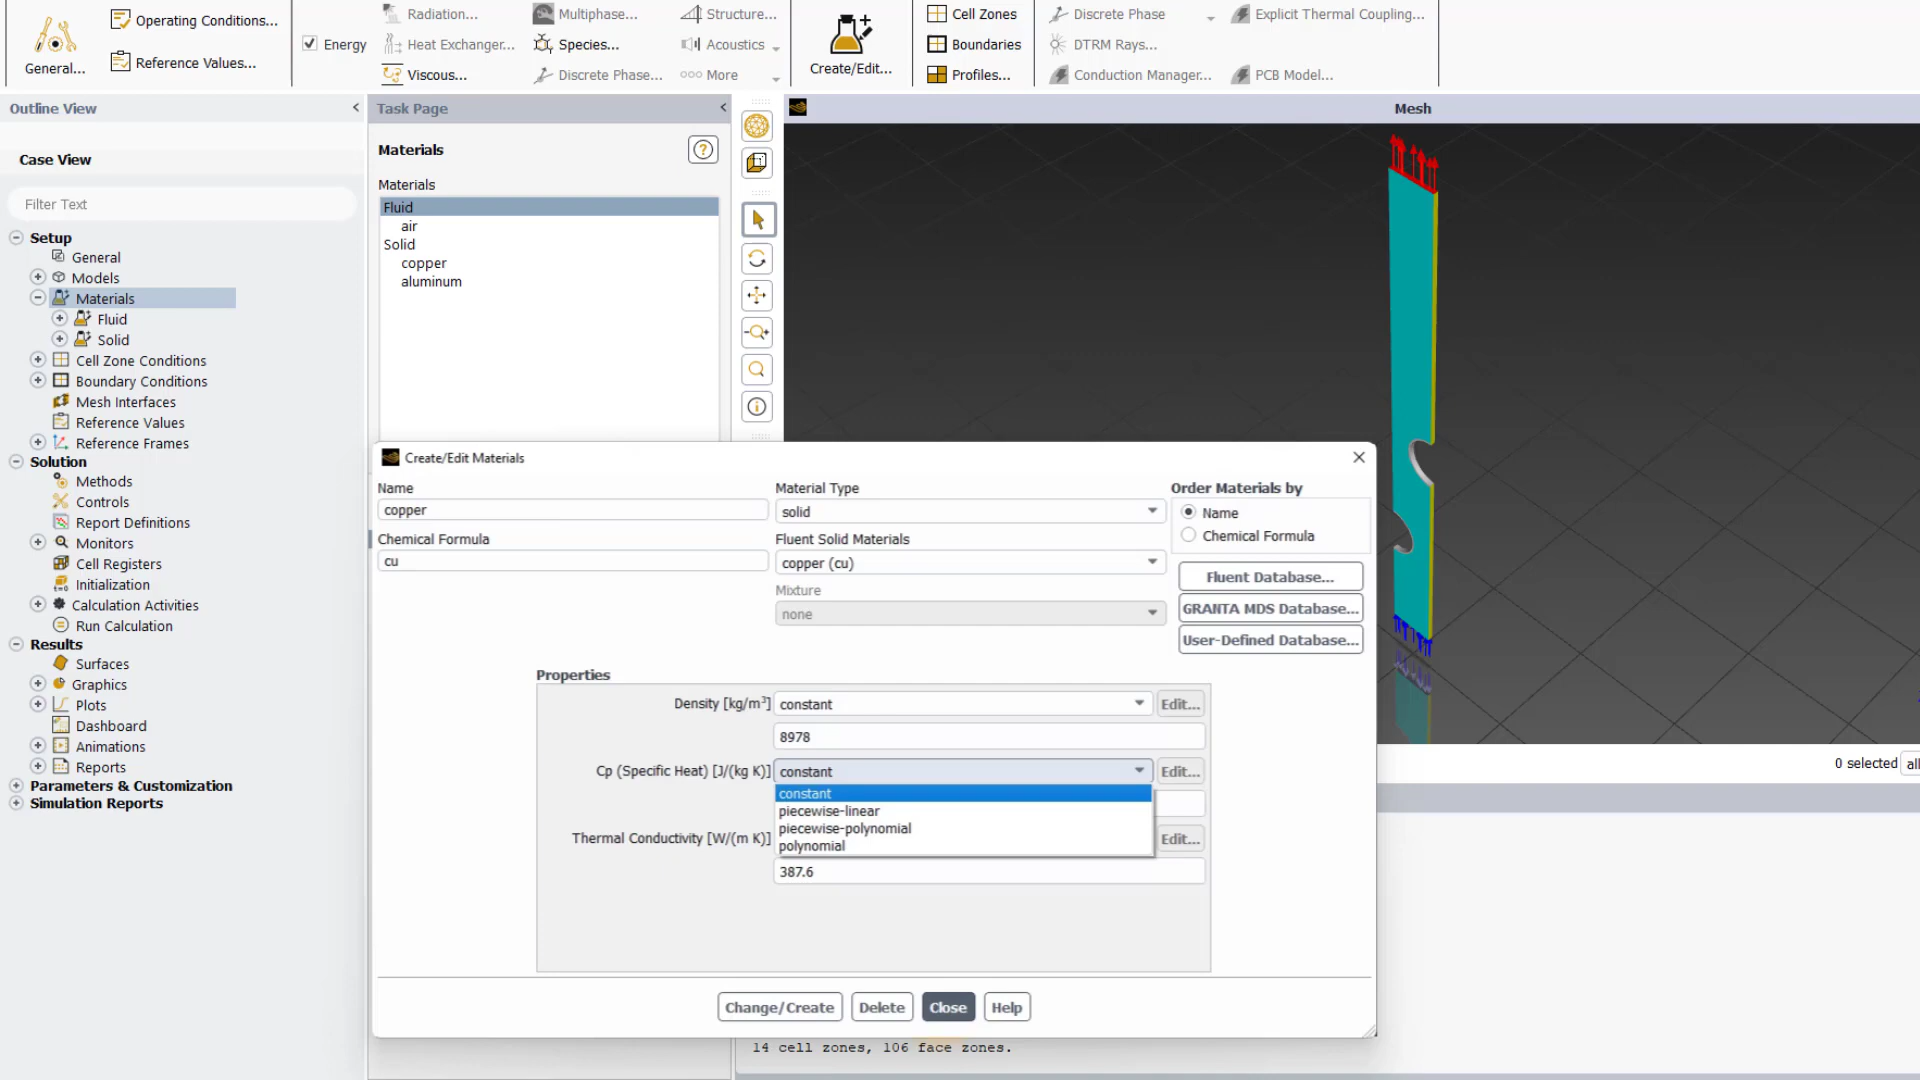 General...
Operating Conditions...
Reference Values...
Energy
Radiation...
Heat Exchanger...
Viscous...
Multiphase...
Species...
Discrete Phase...
Structure...
Acoustics
More
Create/Edit...
Cell Zones
Boundaries
Profiles...
Discrete Phase
DTRM Rays...
Conduction Manager...
Explicit Thermal Coupling...
PCB Model...
Outline View
<
Case View
Filter Text
Setup
General
Models
Materials
Fluid
Solid
Cell Zone Conditions
Boundary Conditions
Mesh Interfaces
Reference Values
Reference Frames
Solution
Methods
Controls
Report Definitions
Monitors
Cell Registers
Initialization
Calculation Activities
Run Calculation
Results
Surfaces
Graphics
Plots
Dashboard
Animations
Reports
Parameters & Customization
Simulation Reports
Task Page
<
Materials
?
Materials
Fluid
air
Solid
copper
aluminum
Mesh
0 selected
all
Create/Edit Materials
Name
copper
Chemical Formula
cu
Material Type
solid
Fluent Solid Materials
copper (cu)
Mixture
none
Order Materials by
Name
Chemical Formula
Fluent Database...
GRANTA MDS Database...
User-Defined Database...
Properties
Density [kg/m³] constant Edit...
8978
Cp (Specific Heat) [J/(kg K)] constant Edit...
constant
piecewise-linear
piecewise-polynomial
polynomial
Thermal Conductivity [W/(m K)] Edit...
387.6
Change/Create Delete Close Help
14 cell zones, 106 face zones.